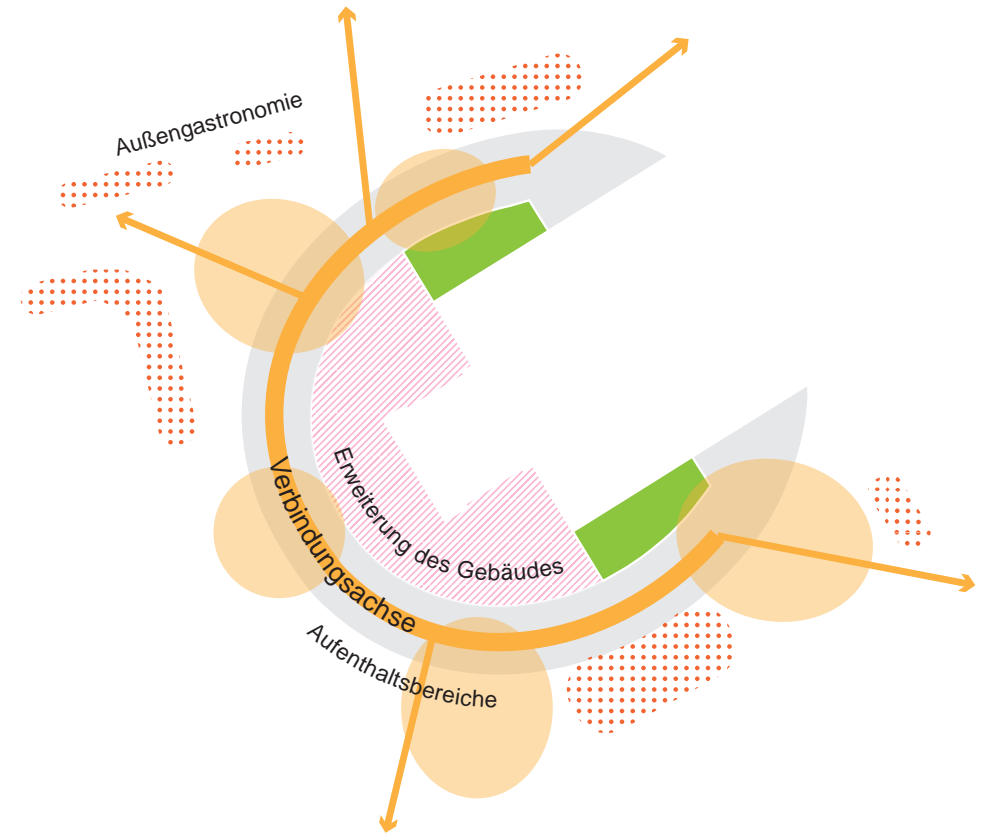 Außengastronomie
Erweiterung des Gebäudes
Verbindungsachse
Aufenthaltsbereiche